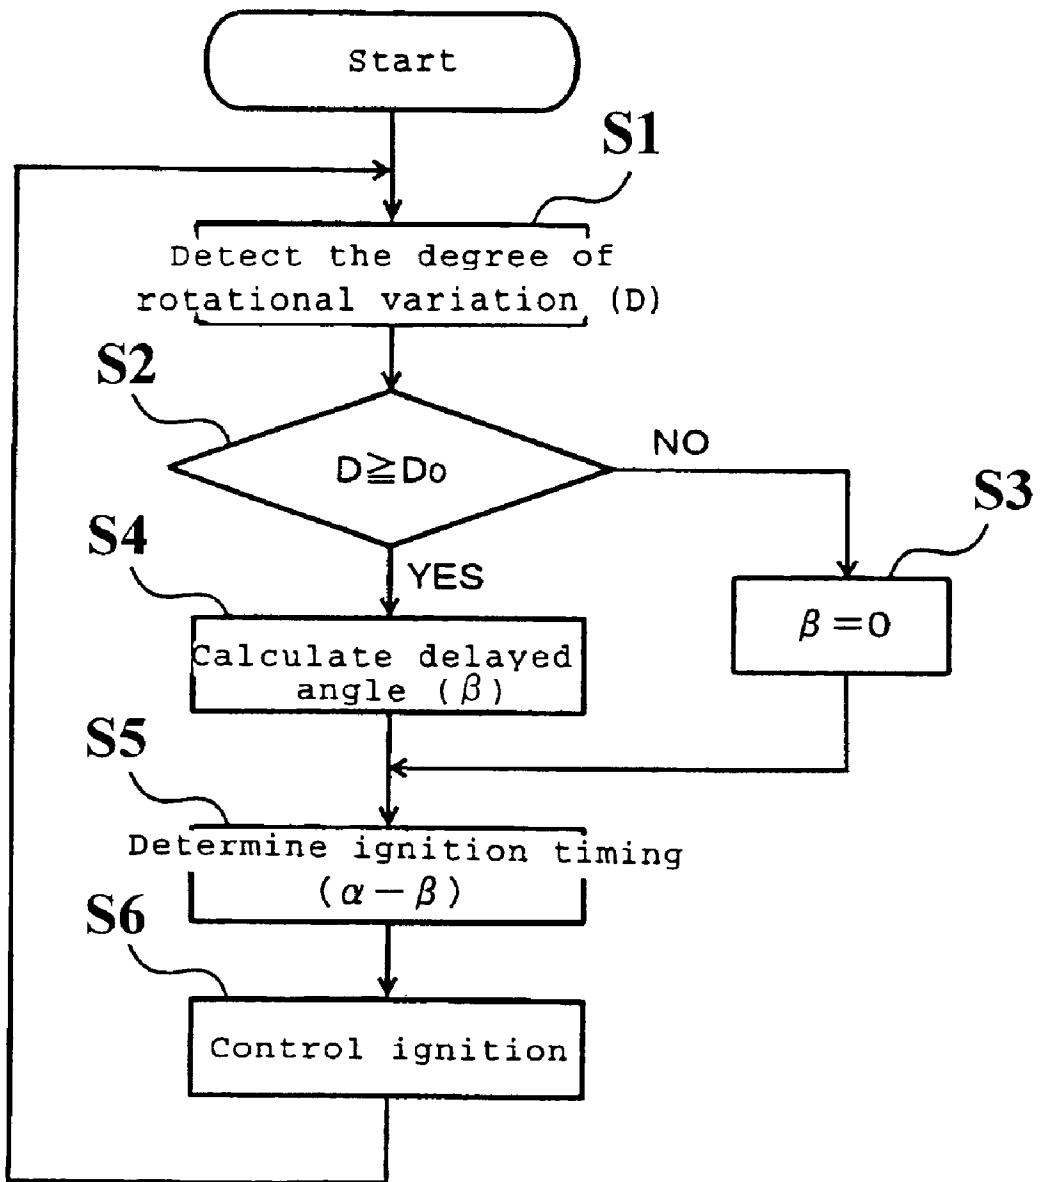 Start
S1
Detect the degree of
rotational variation (D)
S2
D≧Do
NO
S3
β=0
YES
S4
Calculate delayed
angle (β)
S5
Determine ignition timing
(α-β)
S6
Control ignition